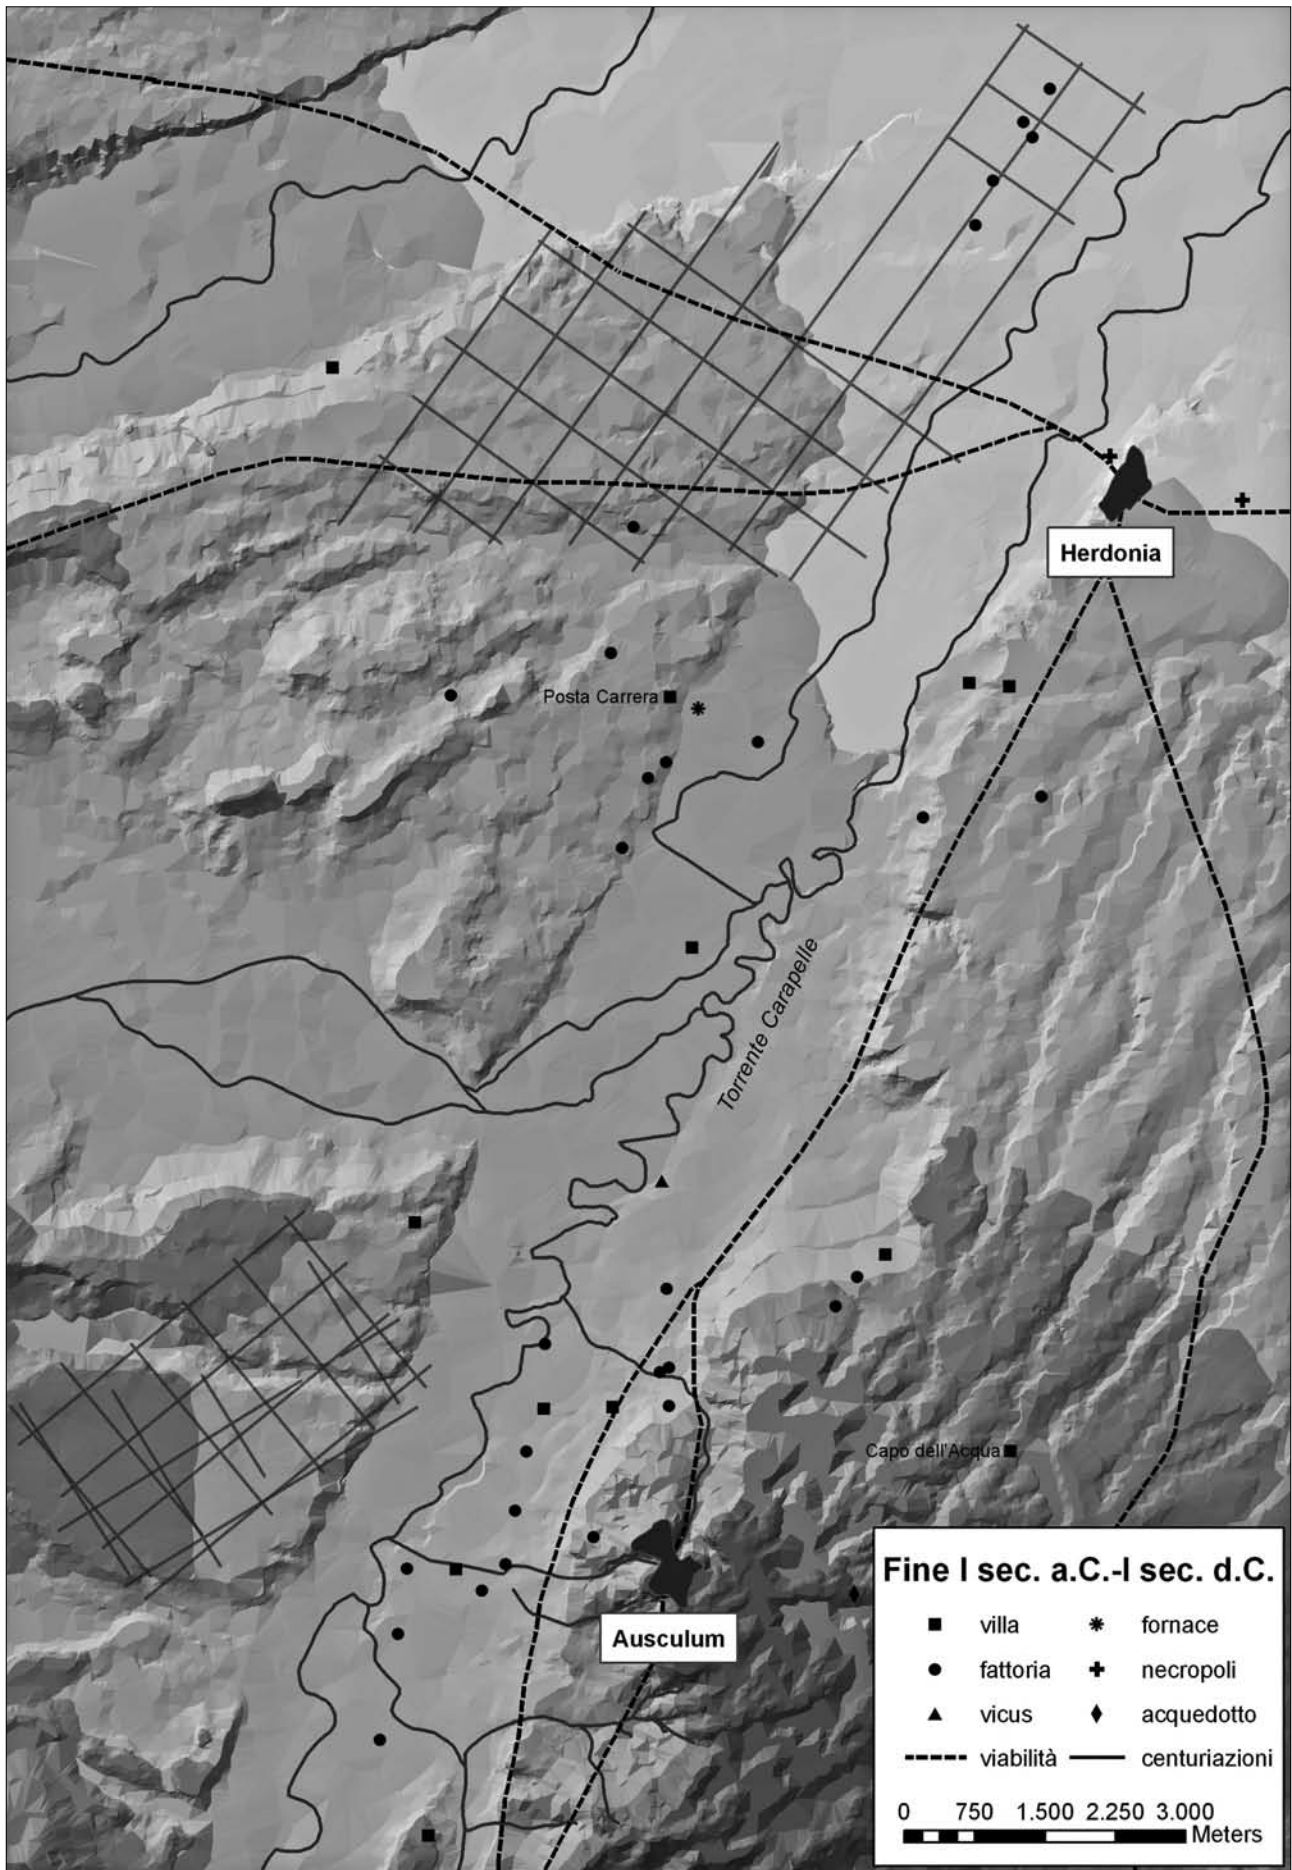 Herdonia
Posta Carrera
Torrente Carapelle
Capo dell'Acqua
Ausculum
Fine I sec. a.C.-I sec. d.C.
villa
fornace
fattoria
necropoli
vicus
acquedotto
viabilità
centuriazioni
0 750 1.500 2.250 3.000
Meters